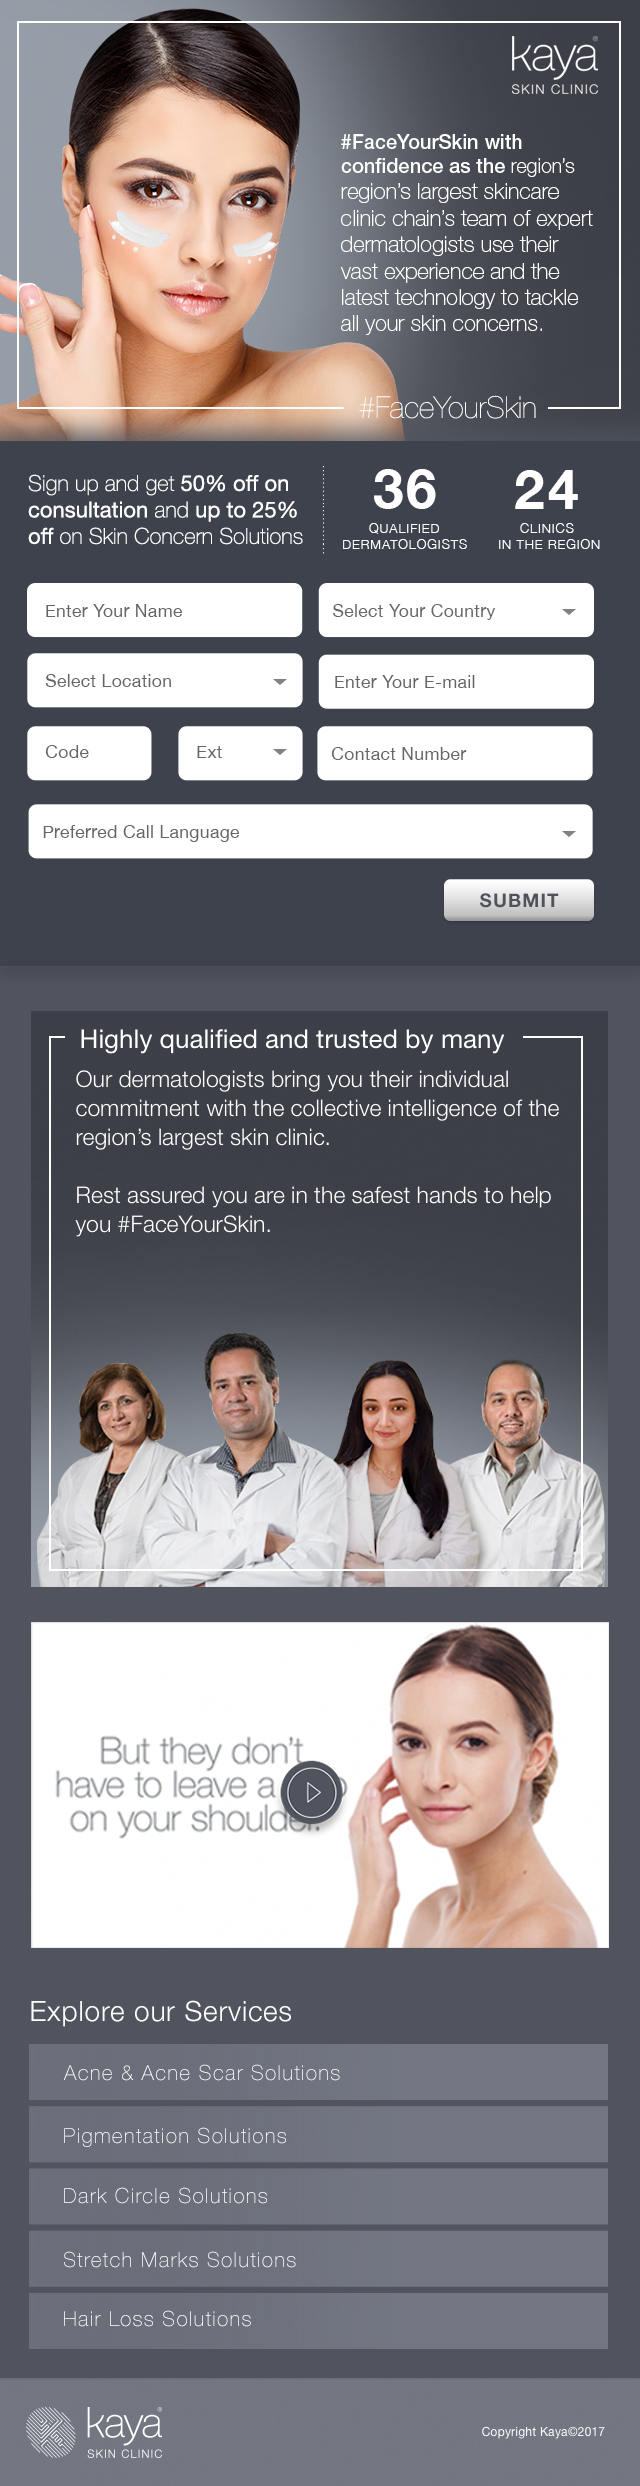 kaya
SKIN CLINIC
#FaceYourSkin with
confidence as the region's
region's largest skincare
clinic chain's team of expert
dermatologists use their
vast experience and the
latest technology to tackle
all your skin concerns.
#FaceYourSkin
Sign up and get 50% off on
consultation and up to 25%
off on Skin Concern Solutions
36
QUALIFIED
DERMATOLOGISTS
24
CLINICS
IN THE REGION
Enter Your Name
Select Your Country
Select Location
Enter Your E-mail
Code
Ext
Contact Number
Preferred Call Language
SUBMIT
Highly qualified and trusted by many
Our dermatologists bring you their individual
commitment with the collective intelligence of the
region's largest skin clinic.
Rest assured you are in the safest hands to help
you #FaceYourSkin.
But they don't
have to leave a
on your shoulder.
Explore our Services
Acne & Acne Scar Solutions
Pigmentation Solutions
Dark Circle Solutions
Stretch Marks Solutions
Hair Loss Solutions
kaya
SKIN CLINIC
Copyright Kaya©2017